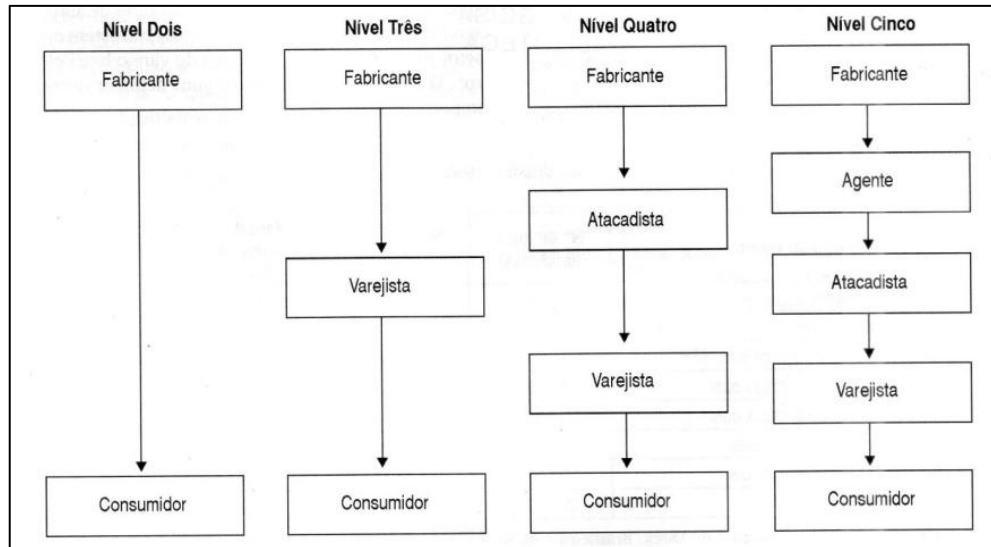 Nível Dois
Fabricante
Consumidor
Nível Três
Fabricante
Varejista
Consumidor
Nível Quatro
Fabricante
Atacadista
Varejista
Consumidor
Nível Cinco
Fabricante
Agente
Atacadista
Varejista
Consumidor